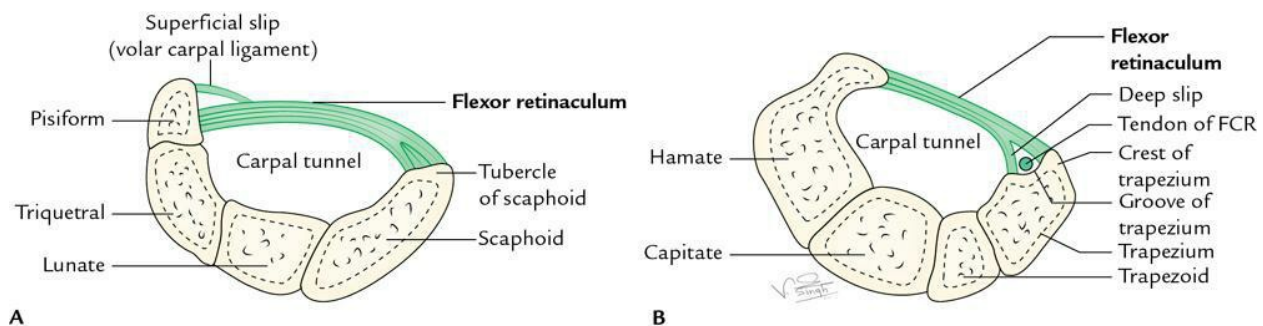 Superficial slip
(volar carpal ligament)
Flexor retinaculum
Pisiform
Carpal tunnel
Tubercle
of scaphoid
Triquetral
Scaphoid
Lunate
A
Flexor
retinaculum
Deep slip
Tendon of FCR
Carpal tunnel
Hamate
Crest of
trapezium
Groove of
trapezium
Capitate
Trapezium
Trapezoid
V. Singh
B